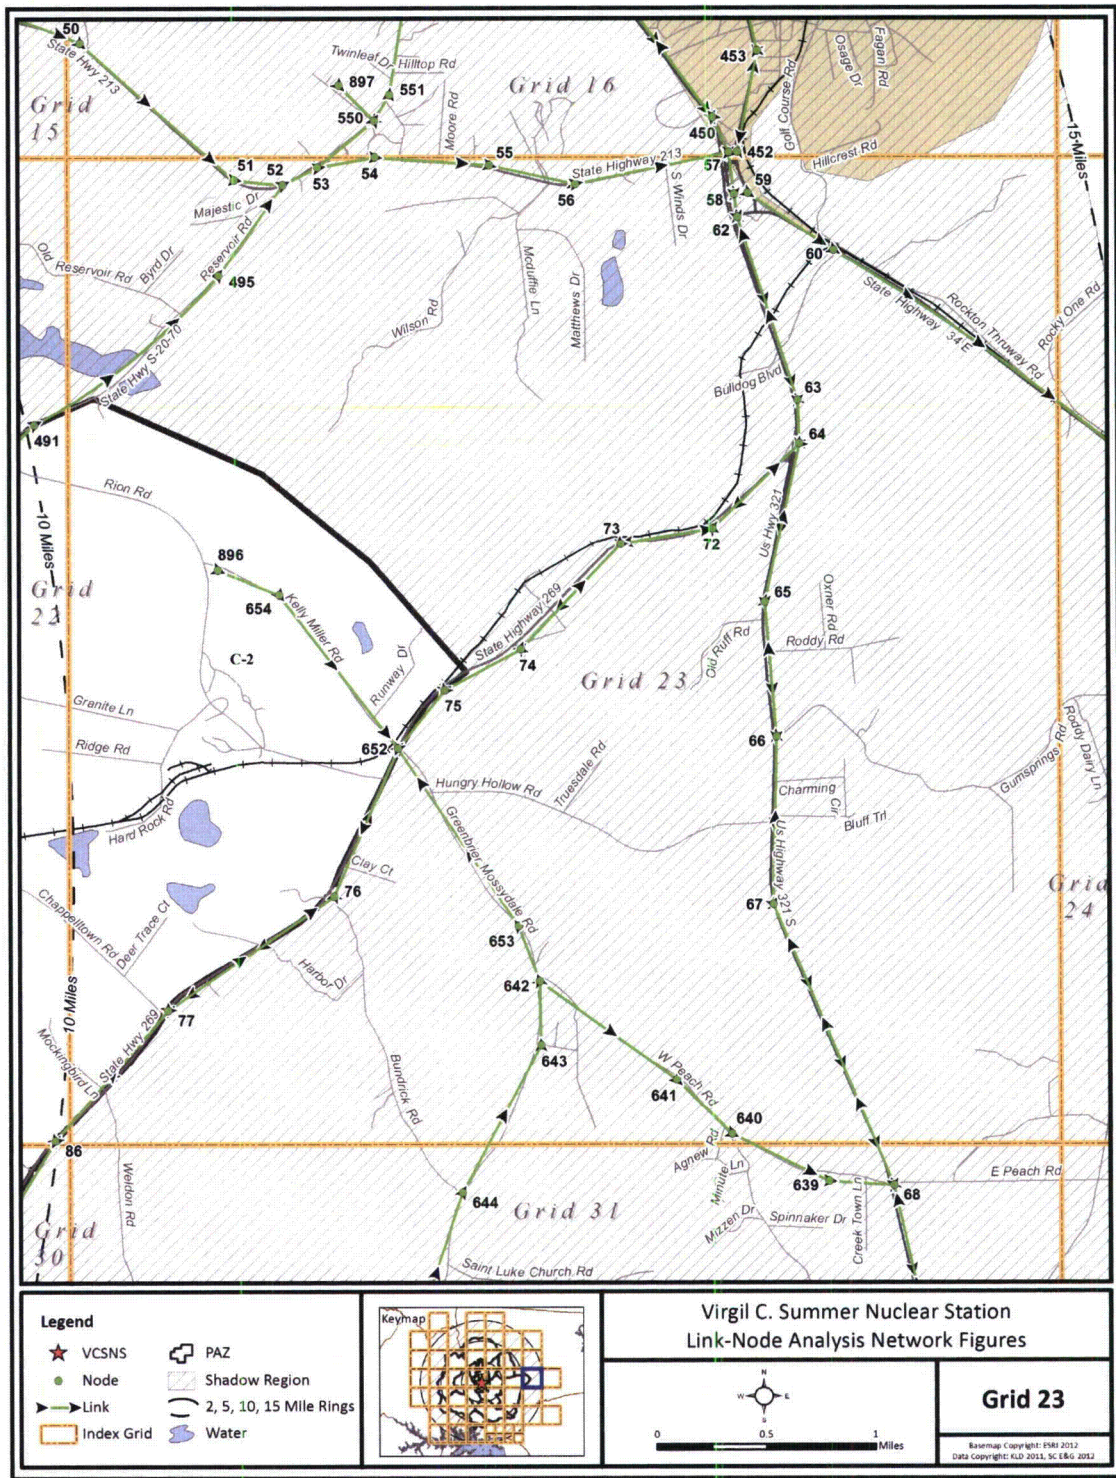 50
State Hwy 213
Twinleaf Dr
Hilltop Rd
897
551
Grid 16
453
Osage Dr
Fagan Rd
Golf Course Rd
Grid
15
550
Moore Rd
450
15 Miles
51
52
53
54
55
State Highway 213
56
57
452
Hillcrest Rd
59
58
62
S Winds Dr
Majestic Dr
Reservoir Rd
Old Reservoir Rd
Byrd Dr
495
Mcduffie Ln
Matthews Dr
Wilson Rd
60
State Highway 34 E
Rockton Thruway Rd
Rocky One Rd
State Hwy S-20-70
Bulldog Blvd
63
491
64
Rion Rd
10 Miles
73
72
Us Hwy 321
896
Grid
654
Kelly Miller Rd
State Highway 269
65
Oxner Rd
Old Ruff Rd
Roddy Rd
C-2
Runway Dr
74
Grid 23
75
Granite Ln
Ridge Rd
652
66
Roddy Dairy Ln
Gumsprings Rd
Hungry Hollow Rd
Truesdale Rd
Charming Cir
Bluff Trl
Hard Rock Rd
Greenbrier Mossydale Rd
Us Highway 321 S
Clay Ct
76
Grid
24
67
Chappelltown Rd
Deer Trace Ct
653
Harbor Dr
642
10 Miles
77
State Hwy 269
Mockingbird Ln
643
Bundrick Rd
W Peach Rd
641
640
86
Agnew Rd
Minute Ln
639
E Peach Rd
68
Weldon Rd
644
Grid 31
Creek Town Ln
Mizzen Dr
Spinnaker Dr
Grid
30
Saint Luke Church Rd
Legend
VCSNS
PAZ
Node
Shadow Region
Link
2, 5, 10, 15 Mile Rings
Index Grid
Water
Keymap
Virgil C. Summer Nuclear Station
Link-Node Analysis Network Figures
N
W
E
S
0
0.5
1
Miles
Grid 23
Basemap Copyright: ESRI 2012
Data Copyright: KLD 2011, SC E&G 2012